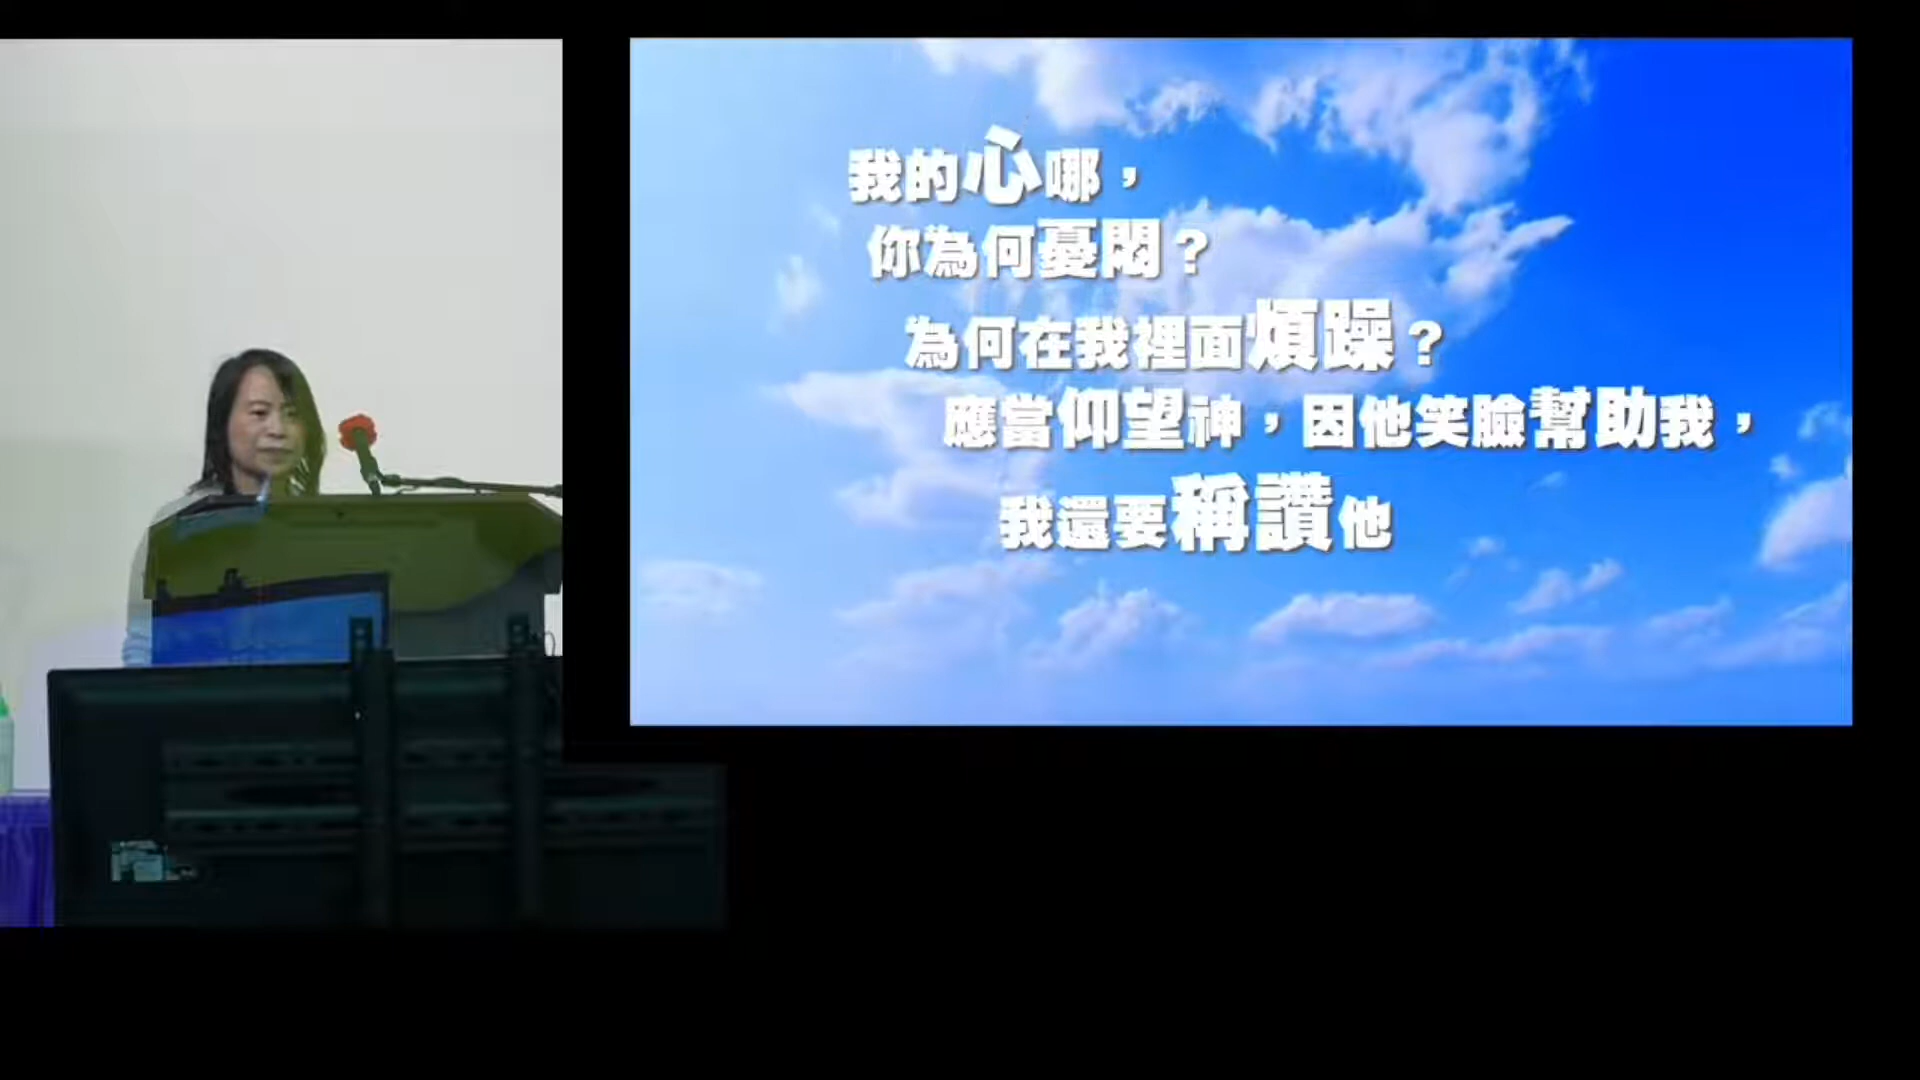 我的心哪，
你為何憂悶？
為何在我裡面煩躁？
應當仰望神，因他笑臉幫助我，
我還要稱讚他